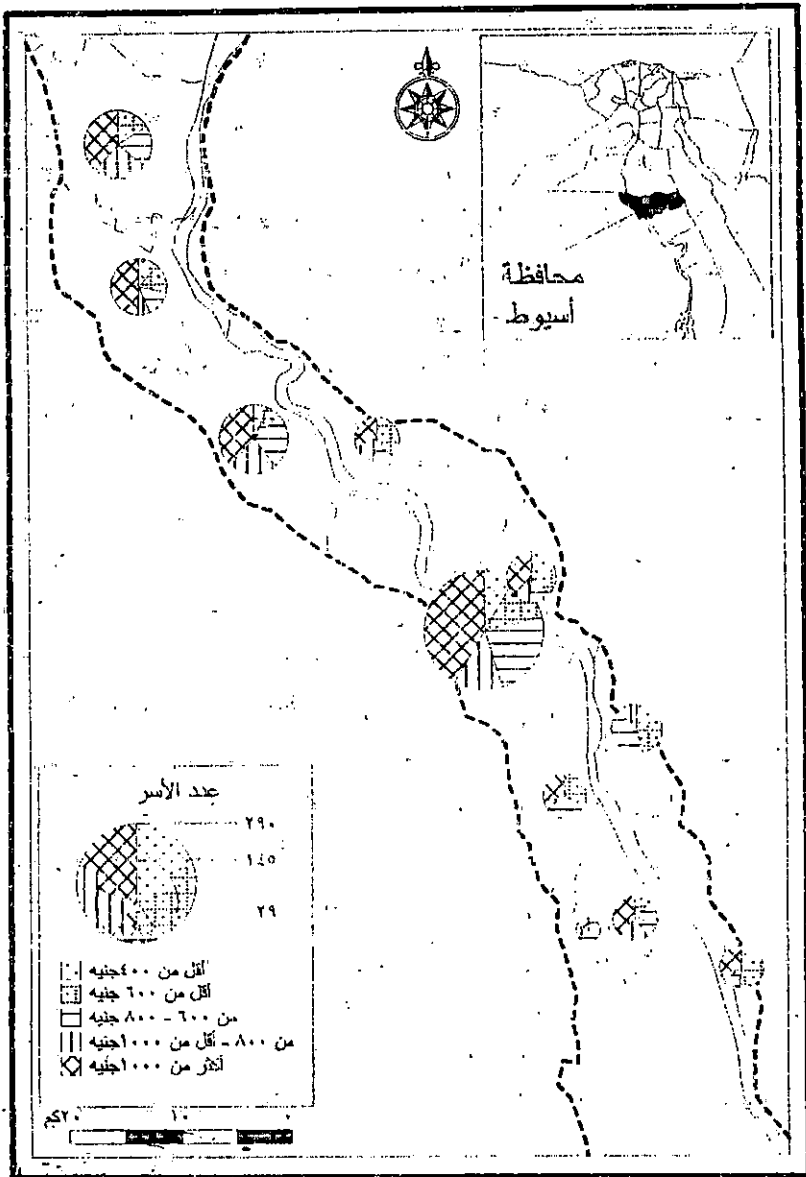 محافظة
أسيوط
عدد الأسر
٢٩٠
١٤٥
٢٩
أقل من ٤٠٠ جنيه
أقل من ٦٠٠ جنيه
من ٦٠٠ - ٨٠٠ جنيه
من ٨٠٠ - أقل من ١٠٠٠ جنيه
أكثر من ١٠٠٠ جنيه
٢٠كم ١٠ ٠